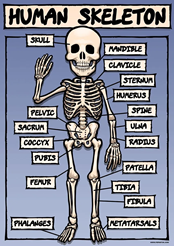 HUMAN SKELETON
SKULL
MANDIBLE
CLAVICLE
STERNUM
HUMERUS
PELVIC
SPINE
SACRUM
ULNA
COCCYX
RADIUS
PUBIS
PATELLA
FEMUR
TIBIA
FIBULA
PHALANGES
METATARSALS